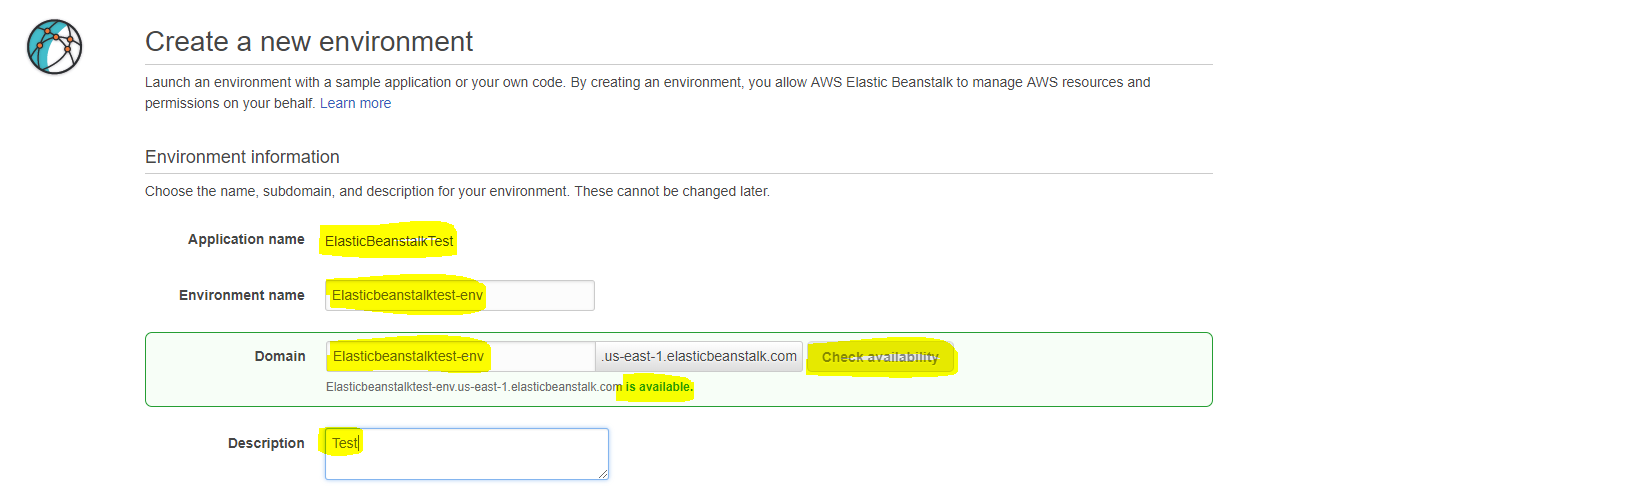 Create a new environment
Launch an environment with a sample application or your own code. By creating an environment, you allow AWS Elastic Beanstalk to manage AWS resources and
permissions on your behalf. Learn more
Environment information
Choose the name, subdomain, and description for your environment. These cannot be changed later.
Application name ElasticBeanstalkTest
Environment name Elasticbeanstalktest-env
Domain Elasticbeanstalktest-env .us-east-1.elasticbeanstalk.com Check availability
Elasticbeanstalktest-env.us-east-1.elasticbeanstalk.com is available.
Description Test